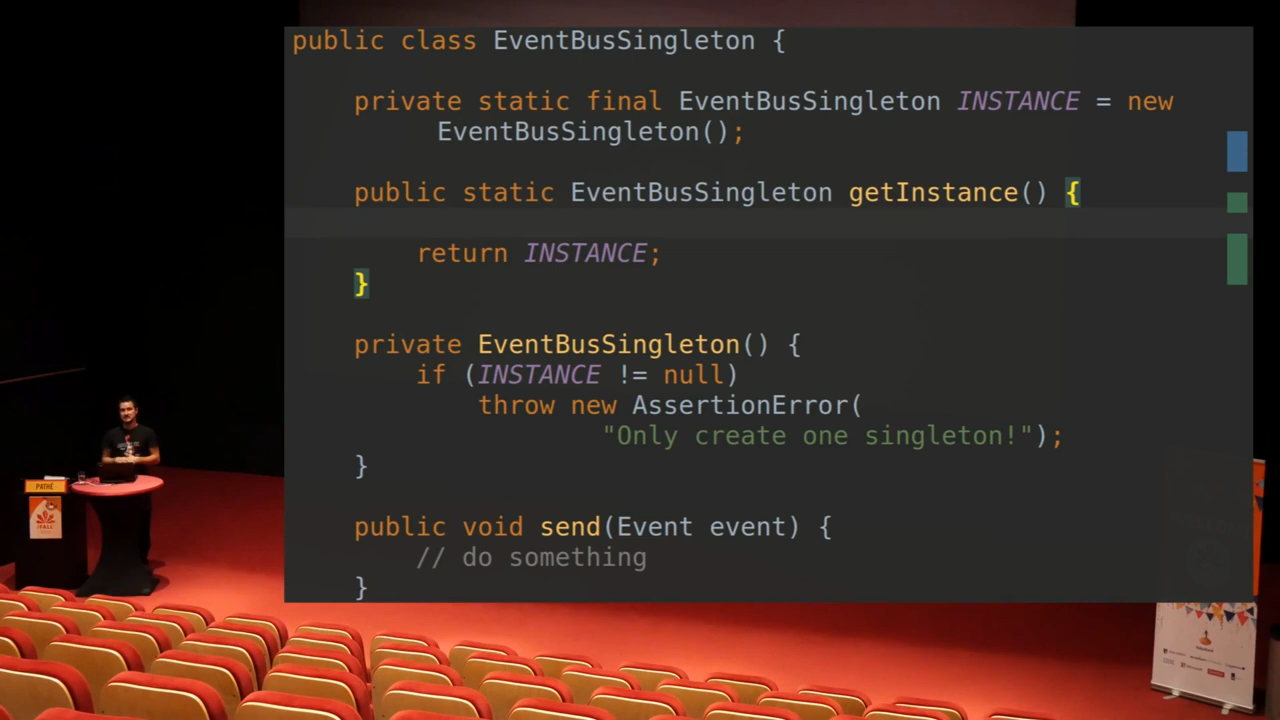 public class EventBusSingleton {
private static final EventBusSingleton INSTANCE = new
EventBusSingleton();
public static EventBusSingleton getInstance() {
return INSTANCE;
}
private EventBusSingleton() {
if (INSTANCE != null)
throw new AssertionError(
"Only create one singleton!");
}
public void send(Event event) {
// do something
}
PATHÉ